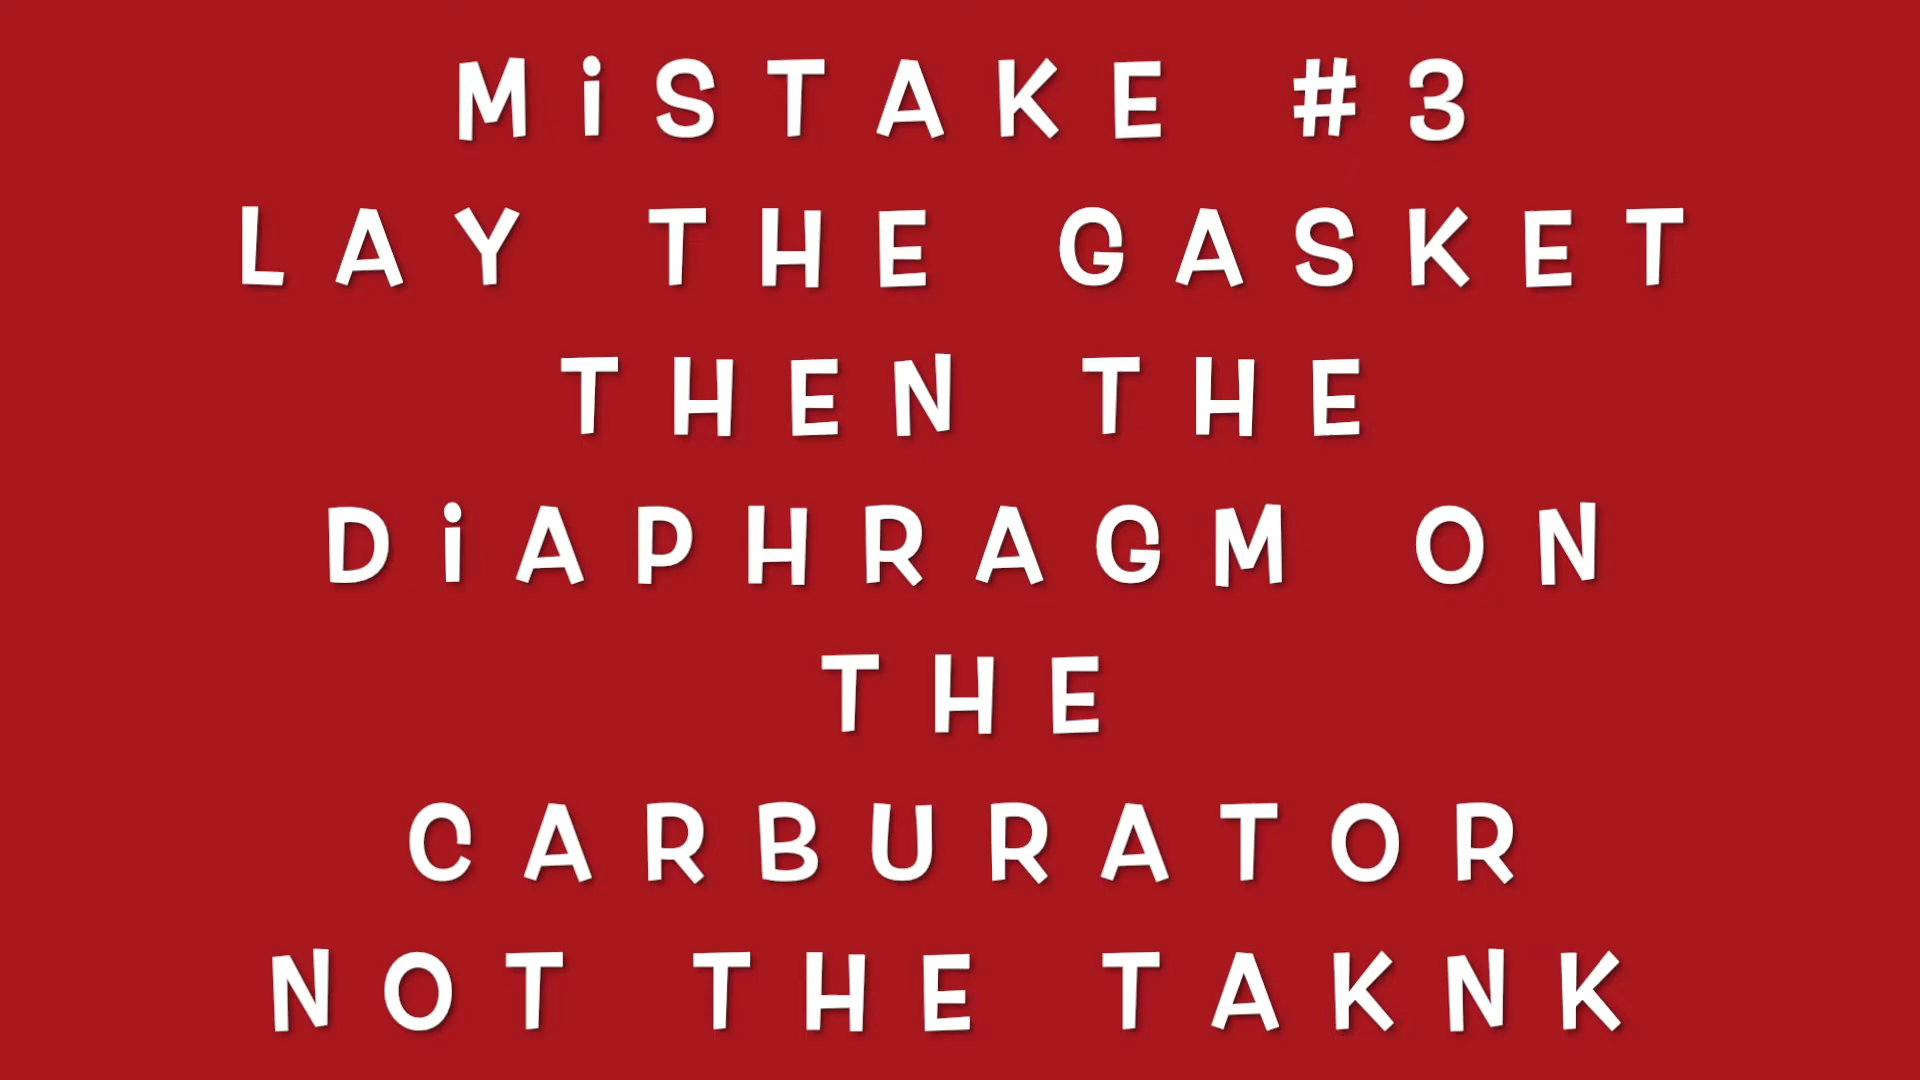 MiSTAKE #3
LAY THE GASKET
THEN THE
DiAPHRAGM ON
THE
CARBURATOR
NOT THE TAKNK